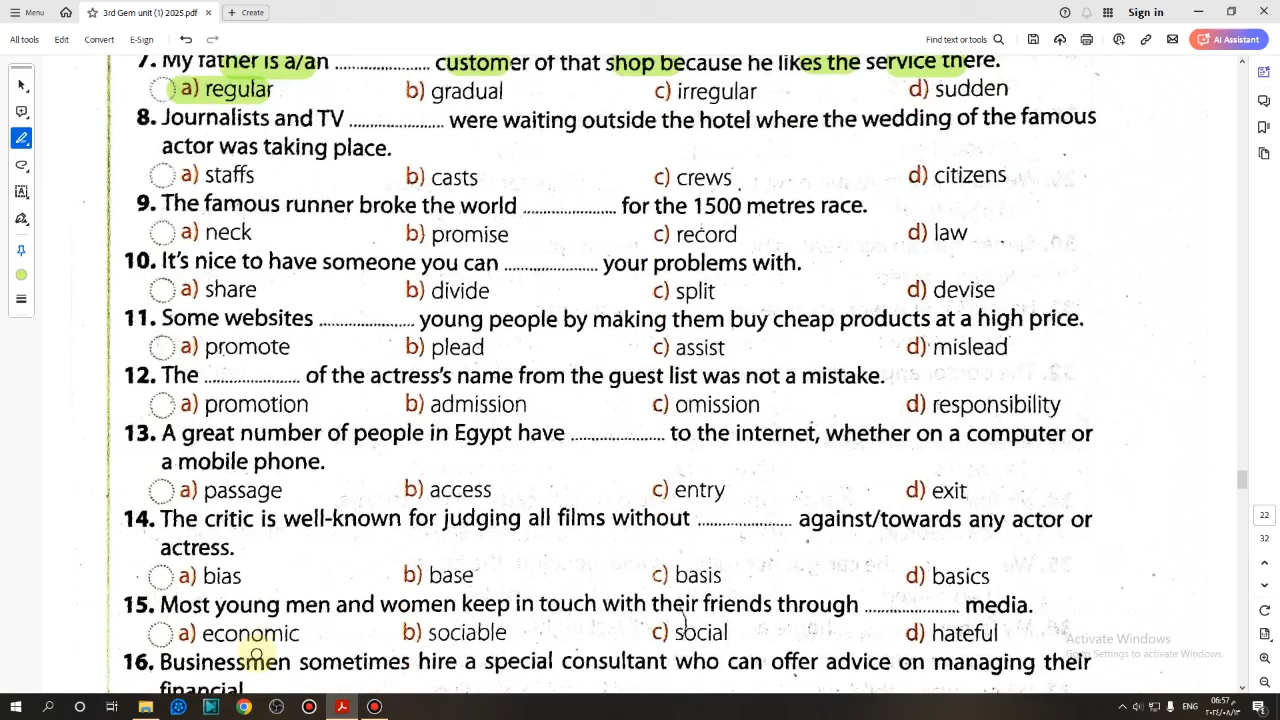 Menu
3rd Gem unit (1) 2025.pdf
Create
Sign in
All tools
Edit
Convert
E-Sign
Find text or tools
AI Assistant
7. My father is a/an .................. customer of that shop because he likes the service there.
a) regular b) gradual c) irregular d) sudden
8. Journalists and TV .................. were waiting outside the hotel where the wedding of the famous
actor was taking place.
a) staffs b) casts c) crews d) citizens
9. The famous runner broke the world .................. for the 1500 metres race.
a) neck b) promise c) record d) law
10. It's nice to have someone you can .................. your problems with.
a) share b) divide c) split d) devise
11. Some websites .................. young people by making them buy cheap products at a high price.
a) promote b) plead c) assist d) mislead
12. The .................. of the actress's name from the guest list was not a mistake.
a) promotion b) admission c) omission d) responsibility
13. A great number of people in Egypt have .................. to the internet, whether on a computer or
a mobile phone.
a) passage b) access c) entry d) exit
14. The critic is well-known for judging all films without .................. against/towards any actor or
actress.
a) bias b) base c) basis d) basics
15. Most young men and women keep in touch with their friends through .................. media.
a) economic b) sociable c) social d) hateful
16. Businessmen sometimes hire a special consultant who can offer advice on managing their
financial
22
32
Activate Windows
Go to Settings to activate Windows.
ENG
06:57